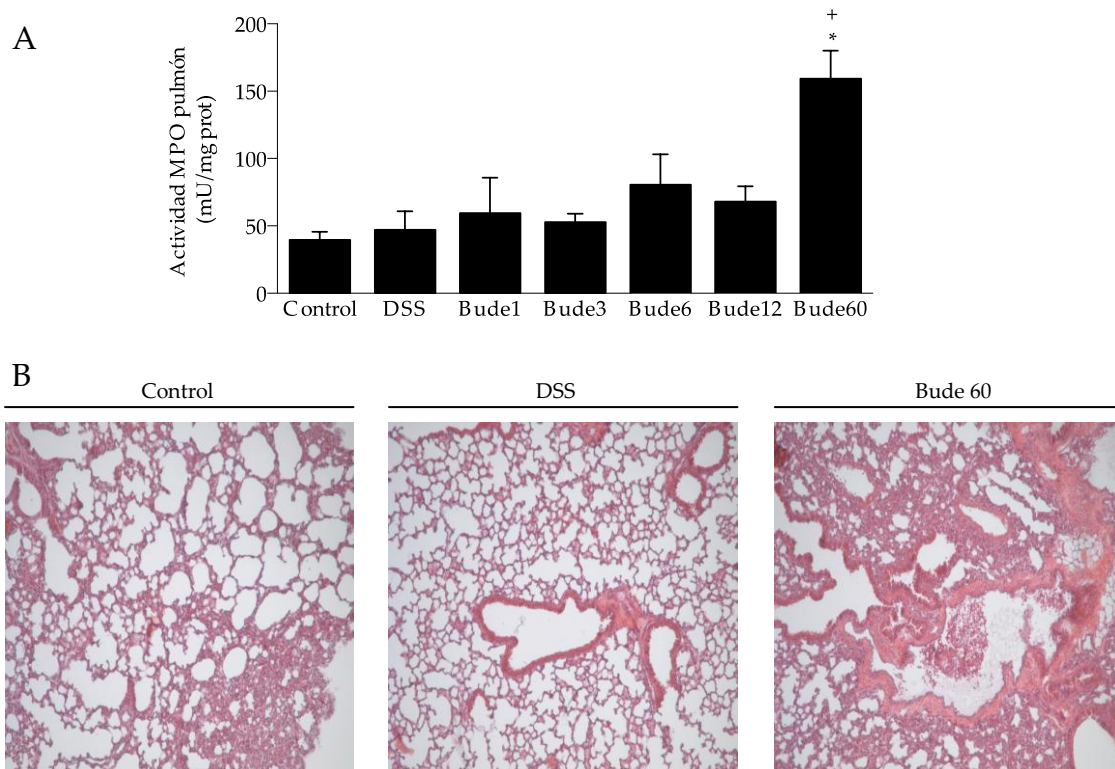 A
Actividad MPO pulmón
(mU/mg prot)
200
150
100
50
0
+
*
Control DSS Bude1 Bude3 Bude6 Bude12 Bude60
B
Control DSS Bude 60